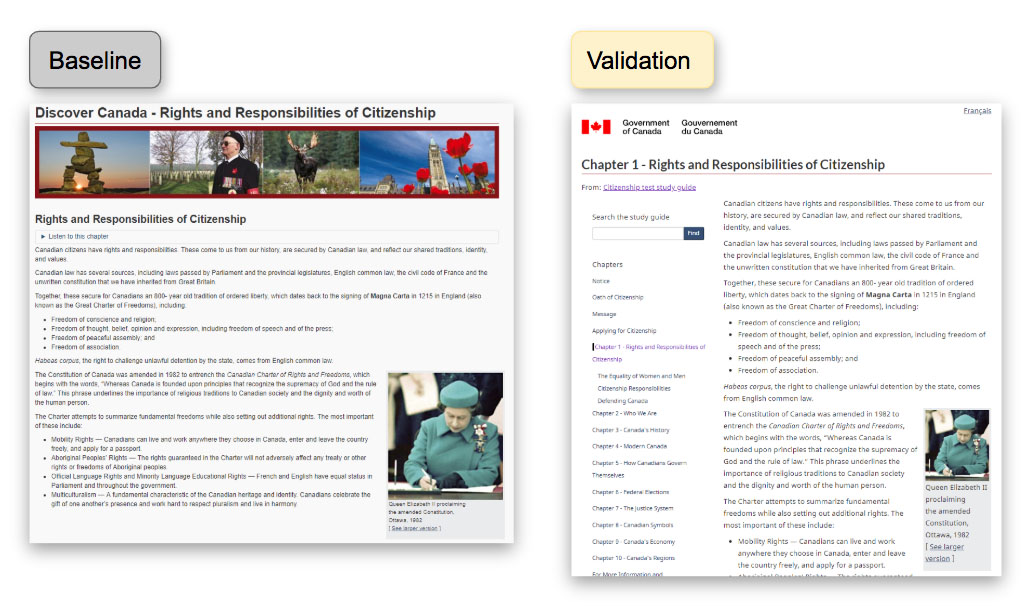 Baseline
Discover Canada - Rights and Responsibilities of Citizenship
Rights and Responsibilities of Citizenship
► Listen to this chapter
Canadian citizens have rights and responsibilities. These come to us from our history, are secured by Canadian law, and reflect our shared traditions, identity,
and values.
Canadian law has several sources, including laws passed by Parliament and the provincial legislatures, English common law, the civil code of France and the
unwritten constitution that we have inherited from Great Britain.
Together, these secure for Canadians an 800- year old tradition of ordered liberty, which dates back to the signing of Magna Carta in 1215 in England (also
known as the Great Charter of Freedoms), including:
• Freedom of conscience and religion;
• Freedom of thought, belief, opinion and expression, including freedom of speech and of the press;
• Freedom of peaceful assembly; and
• Freedom of association.
Habeas corpus, the right to challenge unlawful detention by the state, comes from English common law.
The Constitution of Canada was amended in 1982 to entrench the Canadian Charter of Rights and Freedoms, which
begins with the words, “Whereas Canada is founded upon principles that recognize the supremacy of God and the rule
of law.” This phrase underlines the importance of religious traditions to Canadian society and the dignity and worth of
the human person.
The Charter attempts to summarize fundamental freedoms while also setting out additional rights. The most important
of these include:
• Mobility Rights — Canadians can live and work anywhere they choose in Canada, enter and leave the country
freely, and apply for a passport.
• Aboriginal Peoples’ Rights — The rights guaranteed in the Charter will not adversely affect any treaty or other
rights or freedoms of Aboriginal peoples.
• Official Language Rights and Minority Language Educational Rights — French and English have equal status in
Parliament and throughout the government.
• Multiculturalism — A fundamental characteristic of the Canadian heritage and identity. Canadians celebrate the
gift of one another’s presence and work hard to respect pluralism and live in harmony
Queen Elizabeth II proclaiming
the amended Constitution,
Ottawa, 1982
[ See larger version ]
Validation
Français
Government
of Canada
Gouvernement
du Canada
Chapter 1 - Rights and Responsibilities of Citizenship
From: Citizenship test study guide
Search the study guide
Find
Chapters
Notice
Oath of Citizenship
Message
Applying for Citizenship
Chapter 1 - Rights and Responsibilities of
Citizenship
The Equality of Women and Men
Citizenship Responsibilities
Defending Canada
Chapter 2 - Who We Are
Chapter 3 - Canada's History
Chapter 4 - Modern Canada
Chapter 5 - How Canadians Govern
Themselves
Chapter 6 - Federal Elections
Chapter 7 - The Justice System
Chapter 8 - Canadian Symbols
Chapter 9 - Canada's Economy
Chapter 10 - Canada's Regions
For More Information and
Canadian citizens have rights and responsibilities. These come to us from our
history, are secured by Canadian law, and reflect our shared traditions,
identity, and values.
Canadian law has several sources, including laws passed by Parliament and
the provincial legislatures, English common law, the civil code of France and
the unwritten constitution that we have inherited from Great Britain.
Together, these secure for Canadians an 800- year old tradition of ordered
liberty, which dates back to the signing of Magna Carta in 1215 in England
(also known as the Great Charter of Freedoms), including:
• Freedom of conscience and religion;
• Freedom of thought, belief, opinion and expression, including freedom of
speech and of the press;
• Freedom of peaceful assembly; and
• Freedom of association.
Habeas corpus, the right to challenge unlawful detention by the state, comes
from English common law.
The Constitution of Canada was amended in 1982 to
entrench the Canadian Charter of Rights and Freedoms,
which begins with the words, “Whereas Canada is
founded upon principles that recognize the supremacy of
God and the rule of law.” This phrase underlines the
importance of religious traditions to Canadian society
and the dignity and worth of the human person.
The Charter attempts to summarize fundamental
freedoms while also setting out additional rights. The
most important of these include:
• Mobility Rights — Canadians can live and work
anywhere they choose in Canada, enter and leave
the country freely, and apply for a passport.
• Aboriginal Peoples’ Rights — The rights guaranteed
Queen Elizabeth II
proclaiming
the amended
Constitution,
Ottawa, 1982
[ See larger
version ]